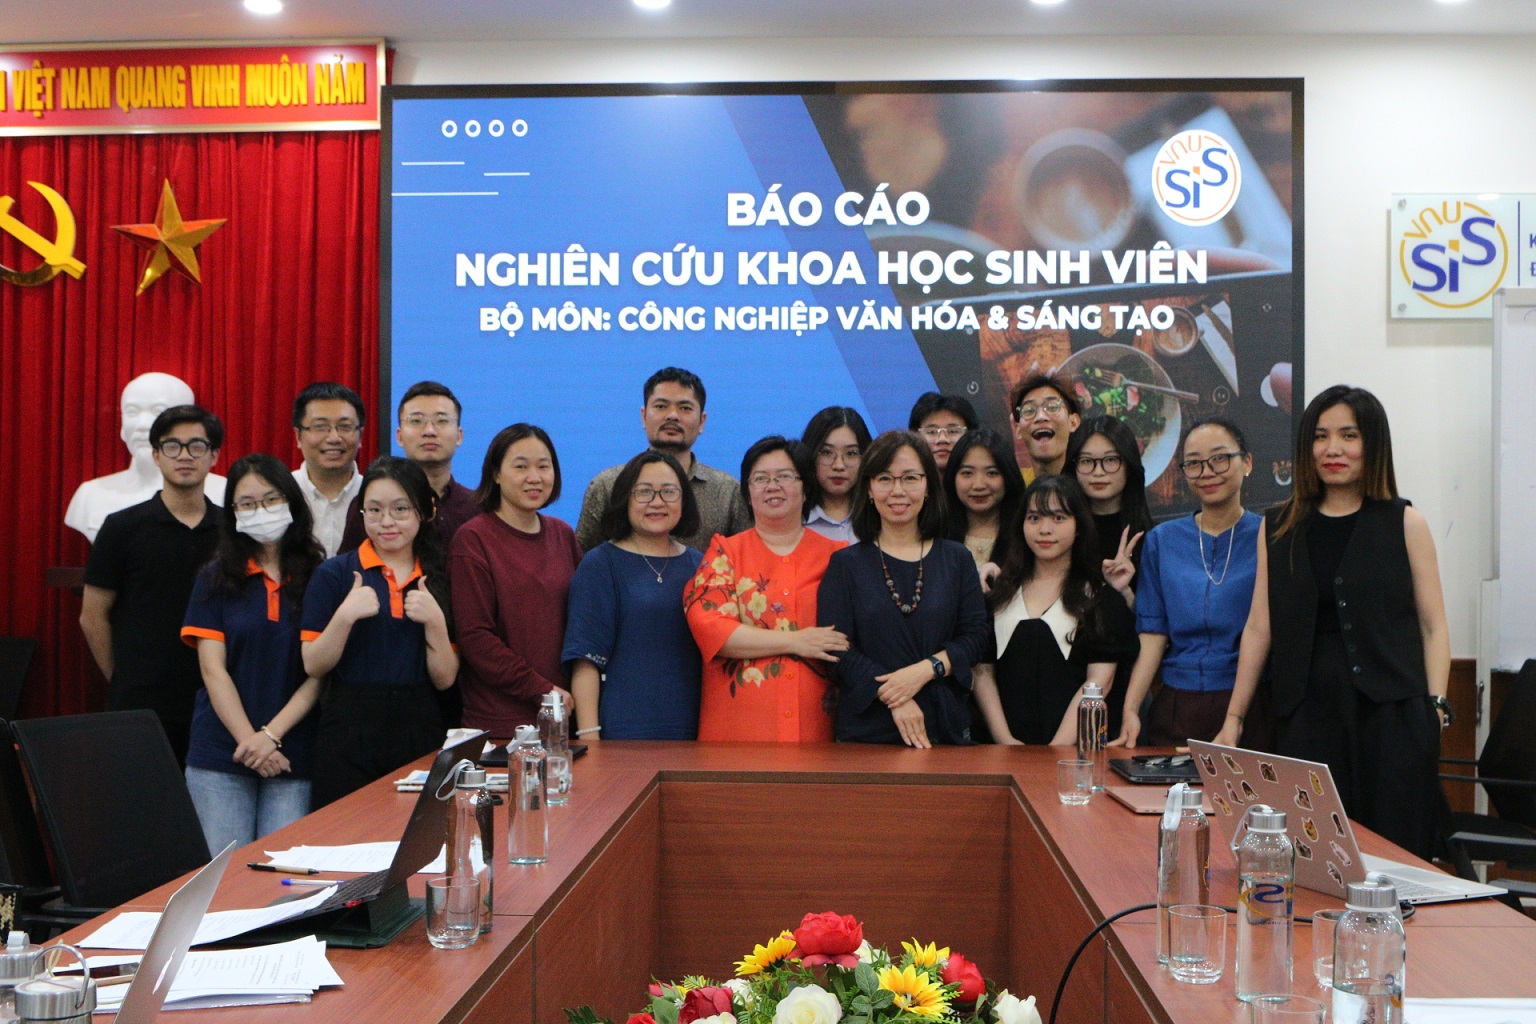 VIỆT NAM QUANG VINH MUÔN NĂM
VNU
SiS
BÁO CÁO
NGHIÊN CỨU KHOA HỌC SINH VIÊN
BỘ MÔN: CÔNG NGHIỆP VĂN HÓA & SÁNG TẠO
VNU
SiS